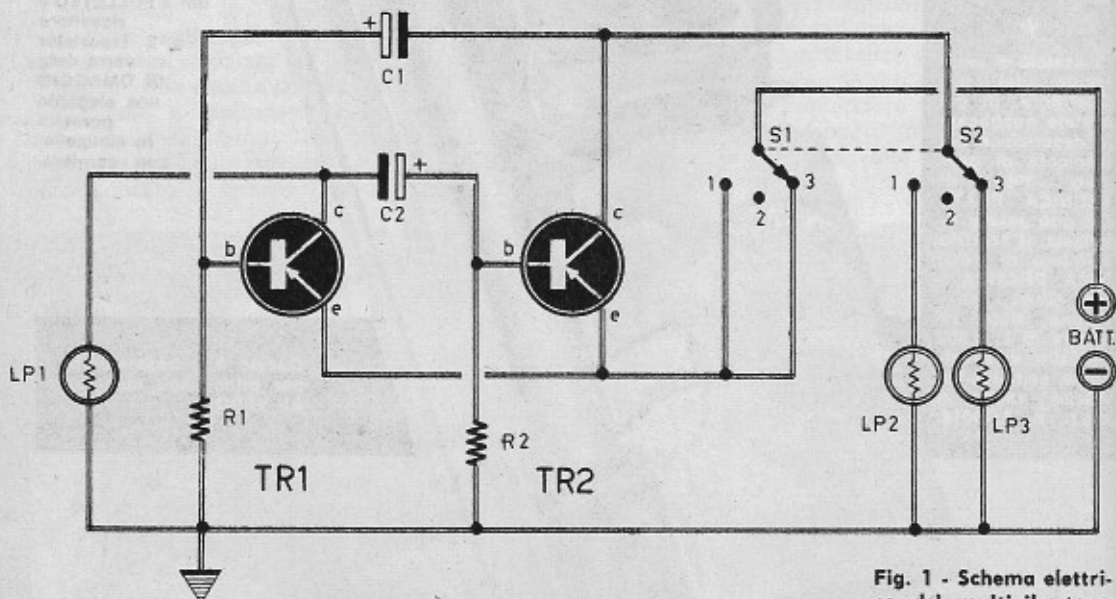 +
C1
S1
S2
1
3
2
1
3
2
C2
+
c
b
e
c
b
e
+
BATT.
−
LP1
R1
R2
LP2
LP3
TR1
TR2
Fig. 1 - Schema elettri-